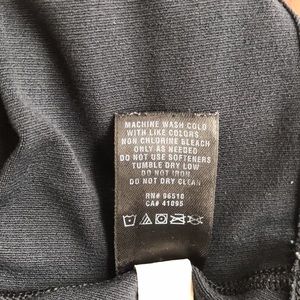 MACHINE WASH COLD
WITH LIKE COLORS
NON CHLORINE BLEACH
ONLY AS NEEDED
DO NOT USE SOFTENERS
TUMBLE DRY LOW
DO NOT IRON
DO NOT DRY CLEAN
RN# 96510
CA# 41095